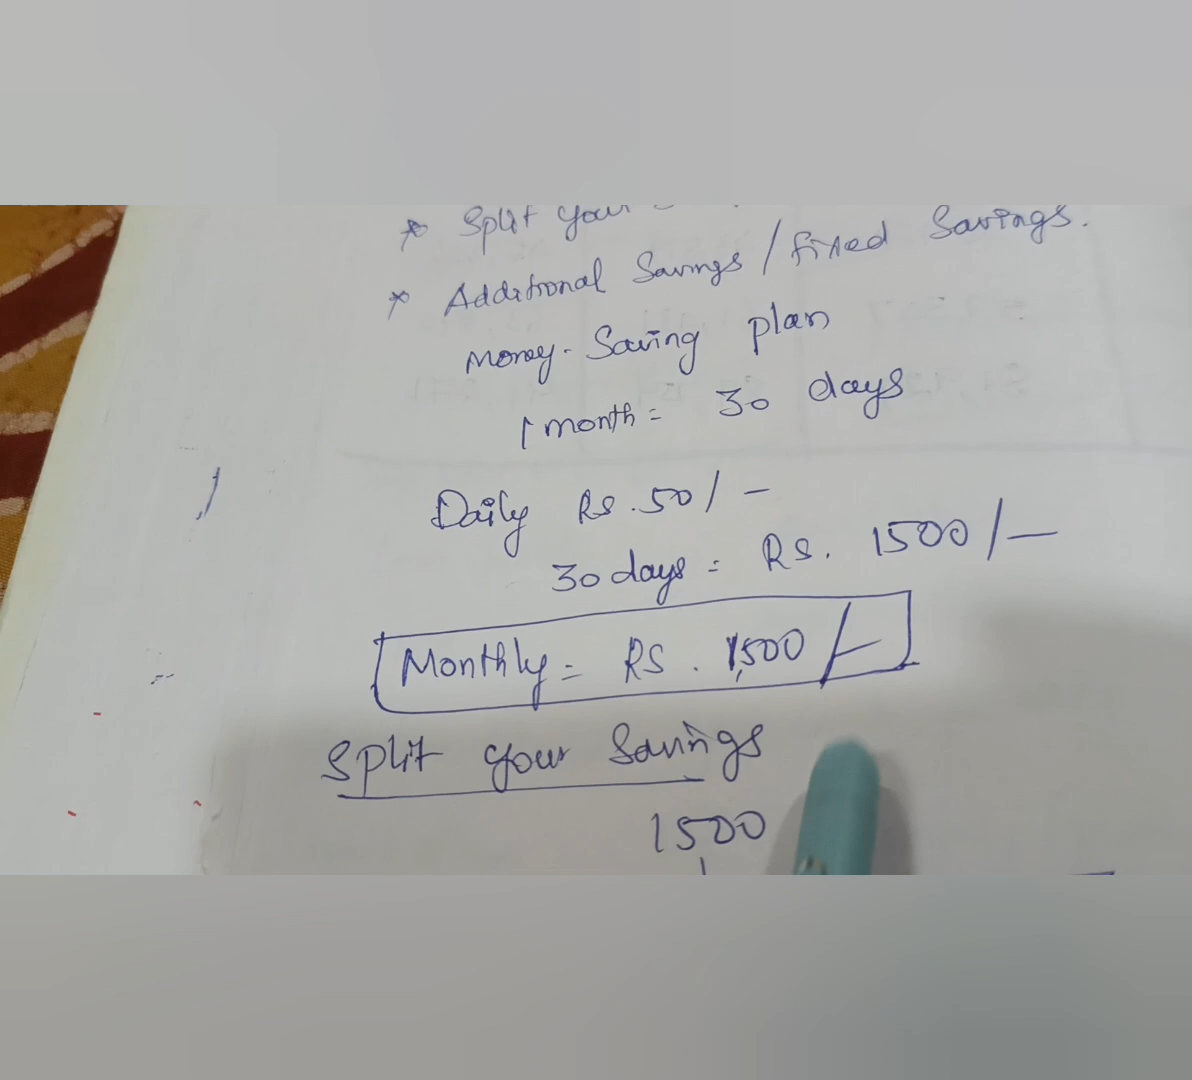 * Split your
* Additional Savings / fixed Savings.
Money-Saving plan
1 month = 30 days
Daily Rs.50/-
30 days = Rs. 1500/-
Monthly = RS. 1,500/-
Split your Savings
1500